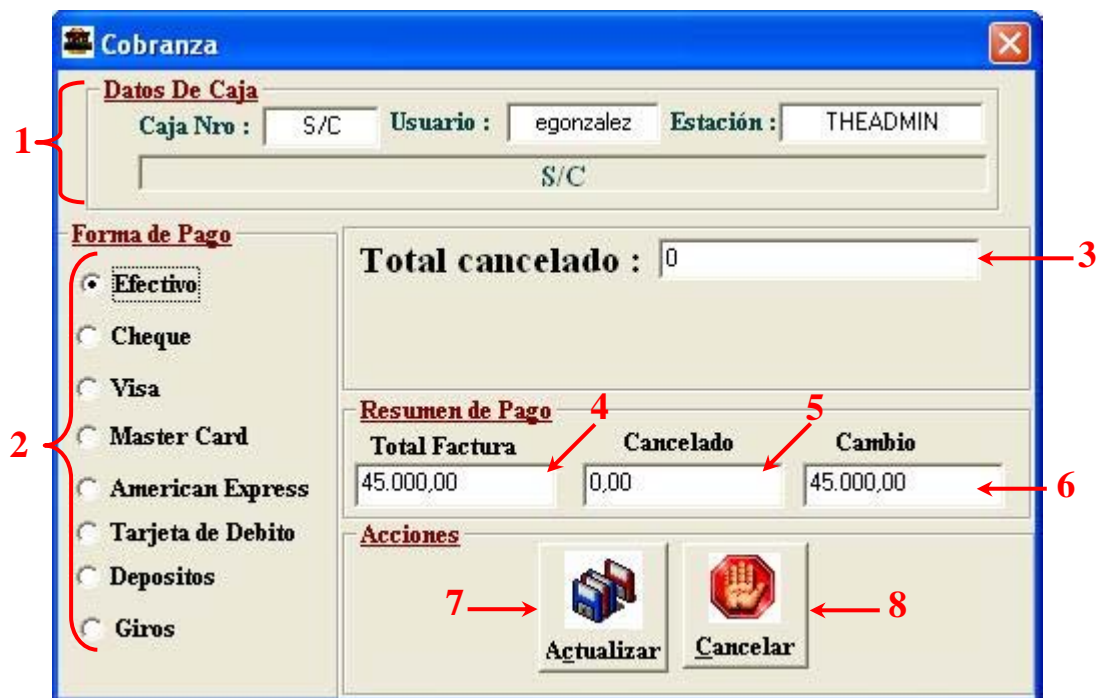 Cobranza
Datos De Caja
1
Caja Nro : S/C Usuario : egonzalez Estación : THEADMIN
S/C
Forma de Pago
2
Efectivo
Cheque
Visa
Master Card
American Express
Tarjeta de Debito
Depositos
Giros
Total cancelado : 0
3
Resumen de Pago
4
5
Total Factura Cancelado Cambio
45.000,00 0,00 45.000,00
6
Acciones
7
Actualizar
Cancelar
8